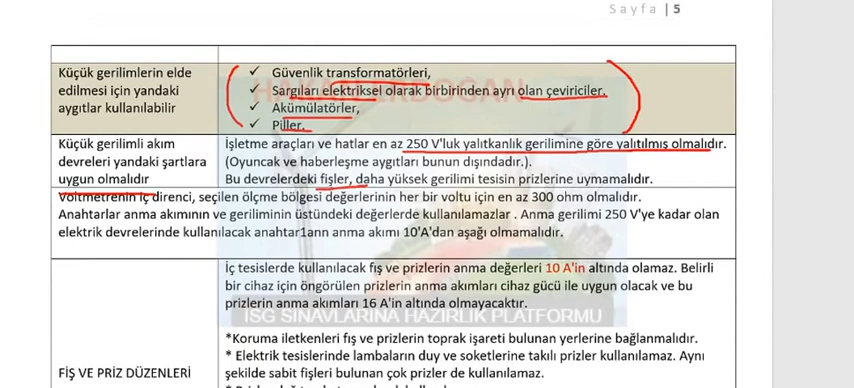 Sayfa | 5
Küçük gerilimlerin elde
edilmesi için yandaki
aygıtlar kullanılabilir
✓ Güvenlik transformatörleri,
✓ Sargıları elektriksel olarak birbirinden ayrı olan çeviriciler.
✓ Akümülatörler,
✓ Piller.
Küçük gerilimli akım
devreleri yandaki şartlara
uygun olmalıdır
İşletme araçları ve hatlar en az 250 V'luk yalıtkanlık gerilimine göre yalıtılmış olmalıdır.
(Oyuncak ve haberleşme aygıtları bunun dışındadır.).
Bu devrelerdeki fişler, daha yüksek gerilimi tesisin prizlerine uymamalıdır.
Voltmetrenin iç direnci, seçilen ölçme bölgesi değerlerinin her bir voltu için en az 300 ohm olmalıdır.
Anahtarlar anma akımının ve geriliminin üstündeki değerlerde kullanılamazlar . Anma gerilimi 250 V'ye kadar olan
elektrik devrelerinde kullanılacak anahtar1ann anma akımı 10'A'dan aşağı olmamalıdır.
İç tesislerde kullanılacak fiş ve prizlerin anma değerleri 10 A'in altında olamaz. Belirli
bir cihaz için öngörülen prizlerin anma akımları cihaz gücü ile uygun olacak ve bu
prizlerin anma akımları 16 A'in altında olmayacaktır.
İSG SINAVLARINA HAZIRLIK PLATFORMU
FİŞ VE PRİZ DÜZENLERİ
*Koruma iletkenleri fiş ve prizlerin toprak işareti bulunan yerlerine bağlanmalıdır.
* Elektrik tesislerinde lambaların duy ve soketlerine takılı prizler kullanılamaz. Aynı
şekilde sabit fişleri bulunan çok prizler de kullanılamaz.